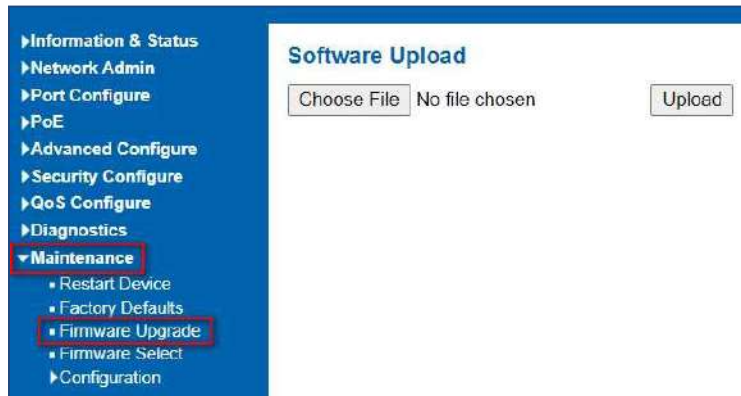 Information & Status
Network Admin
Port Configure
PoE
Advanced Configure
Security Configure
QoS Configure
Diagnostics
Maintenance
Restart Device
Factory Defaults
Firmware Upgrade
Firmware Select
Configuration
Software Upload
Choose File No file chosen Upload